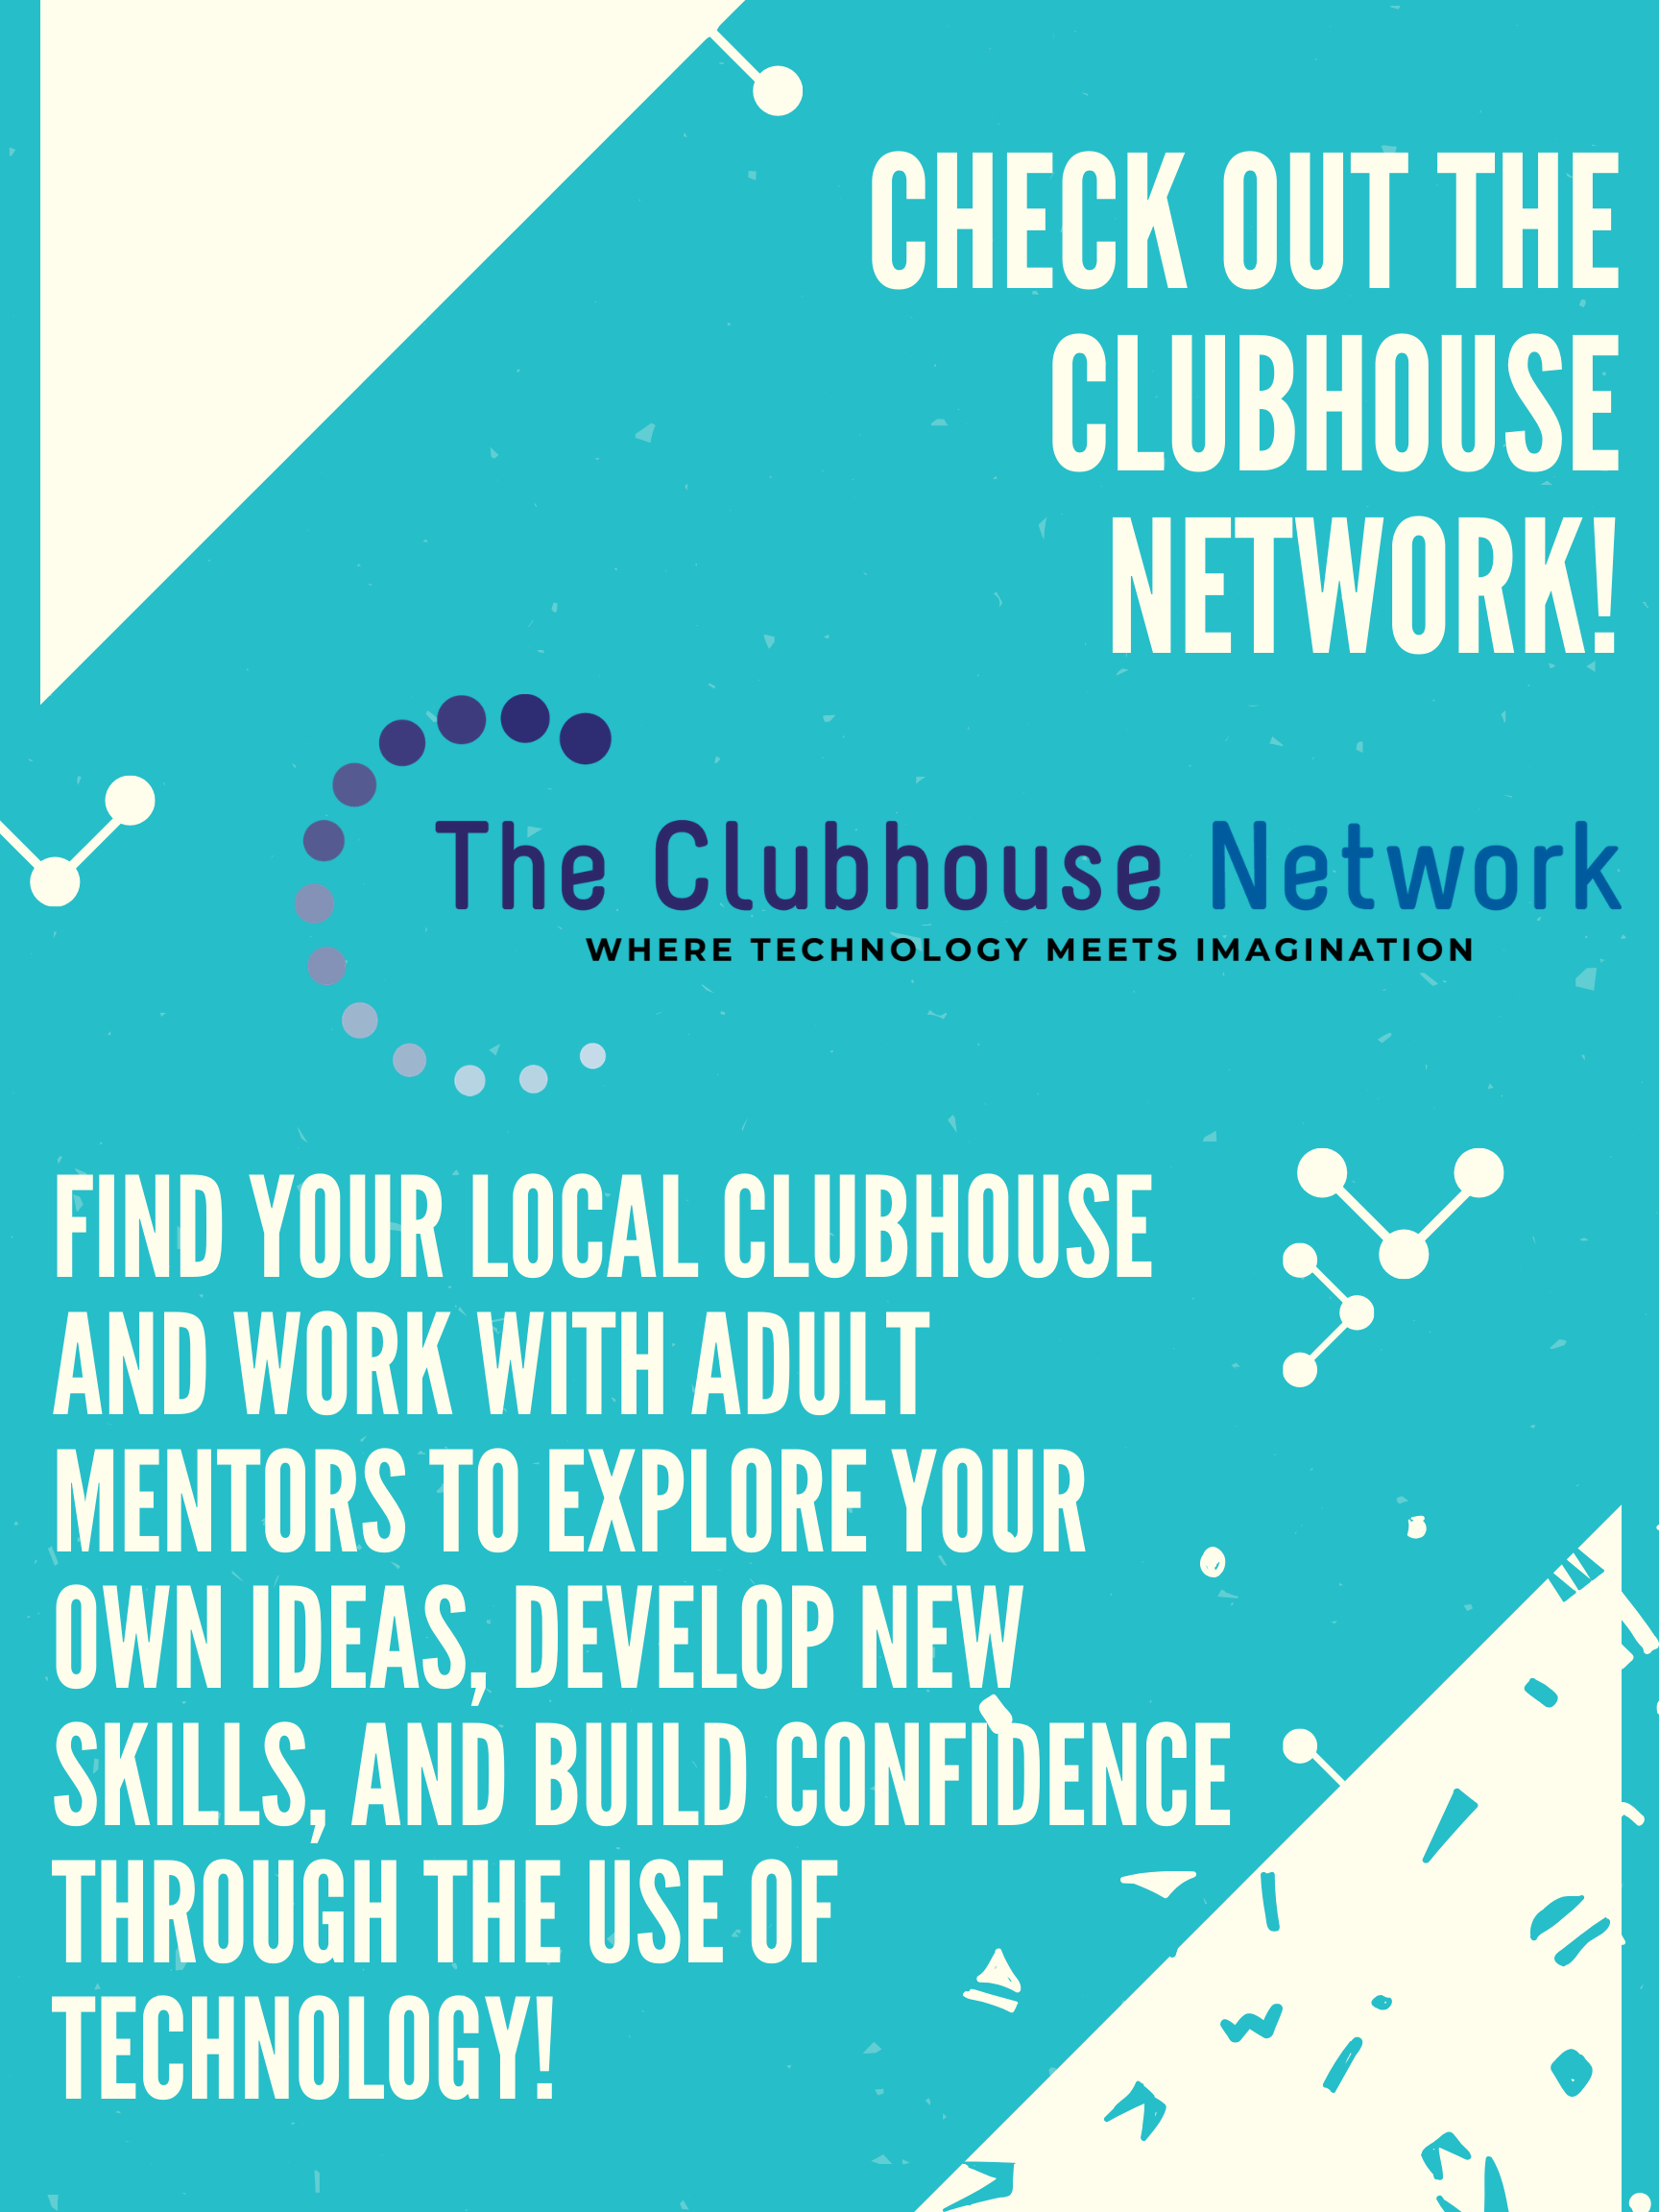 CHECK OUT THE
CLUBHOUSE
NETWORK!
The Clubhouse Network
WHERE TECHNOLOGY MEETS IMAGINATION
FIND YOUR LOCAL CLUBHOUSE
AND WORK WITH ADULT
MENTORS TO EXPLORE YOUR
OWN IDEAS, DEVELOP NEW
SKILLS, AND BUILD CONFIDENCE
THROUGH THE USE OF
TECHNOLOGY!